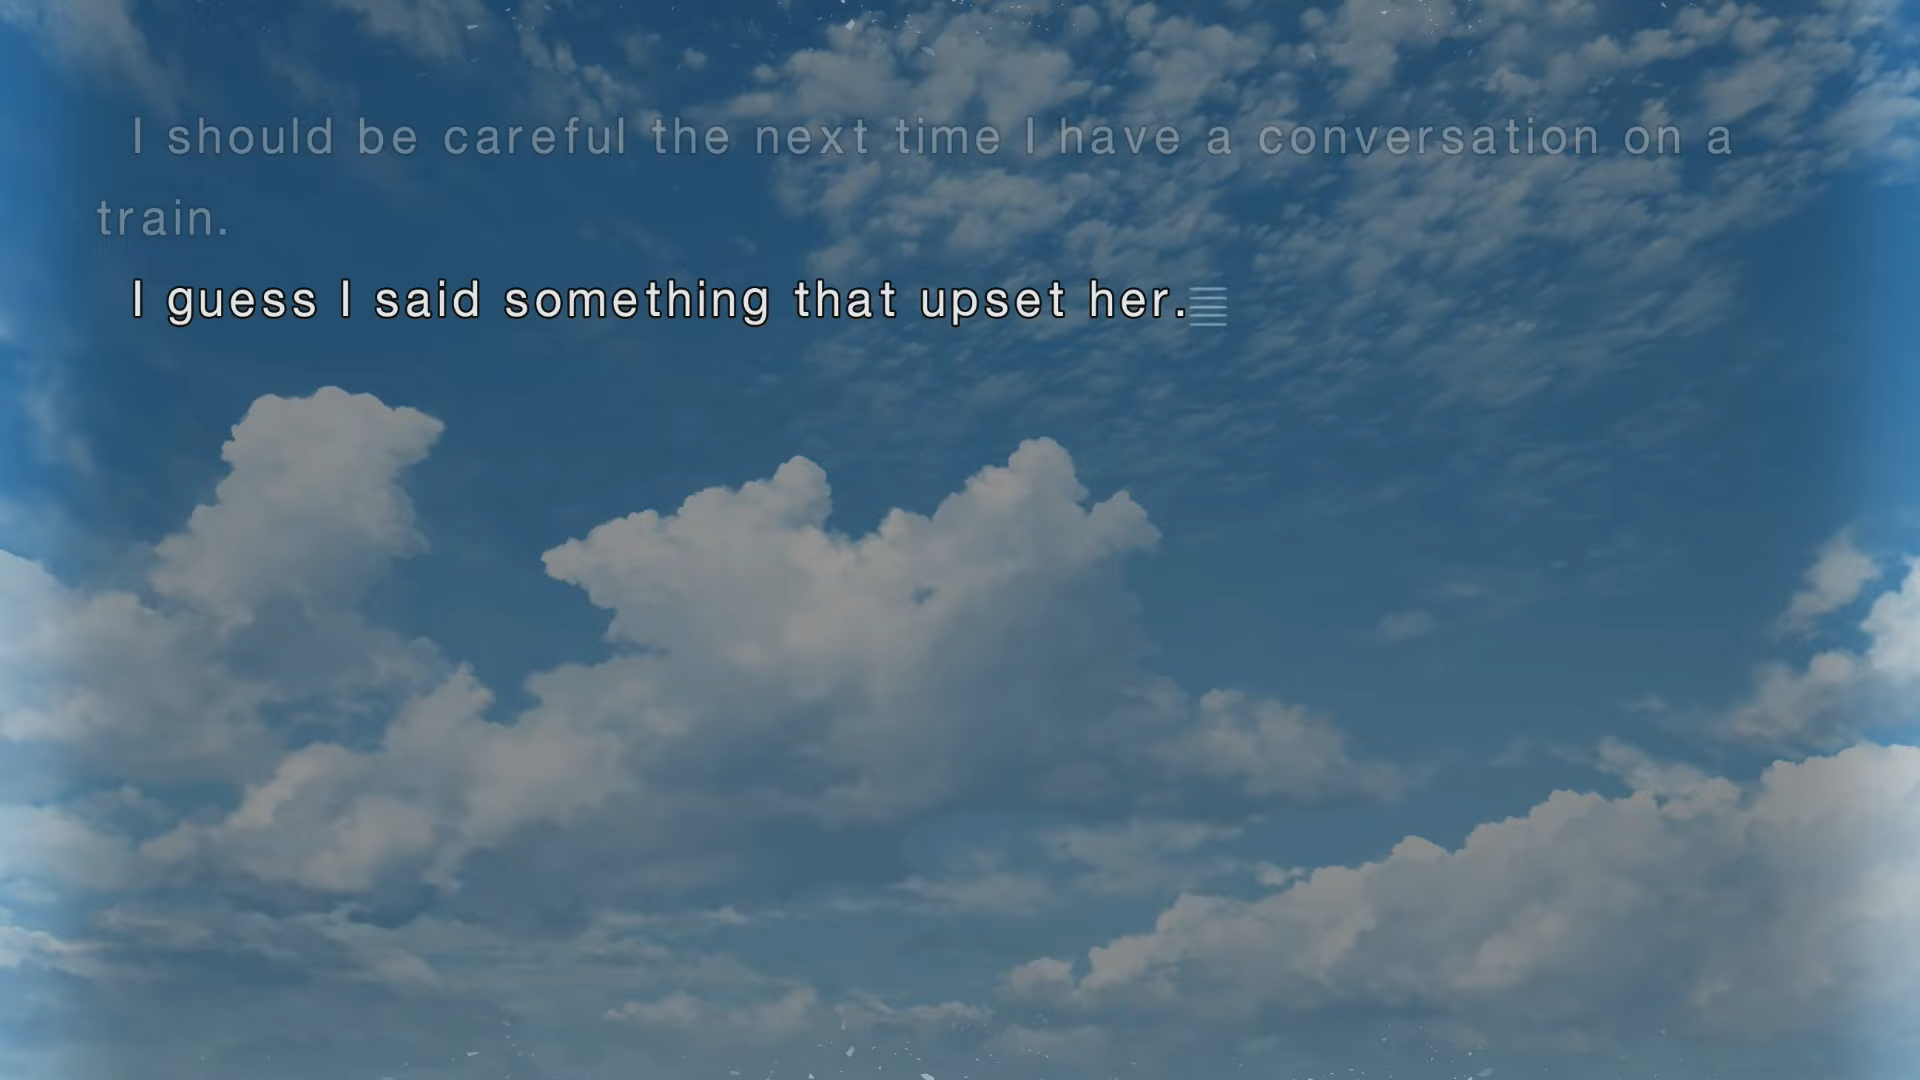 I should be careful the next time I have a conversation on a
train.
I guess I said something that upset her.